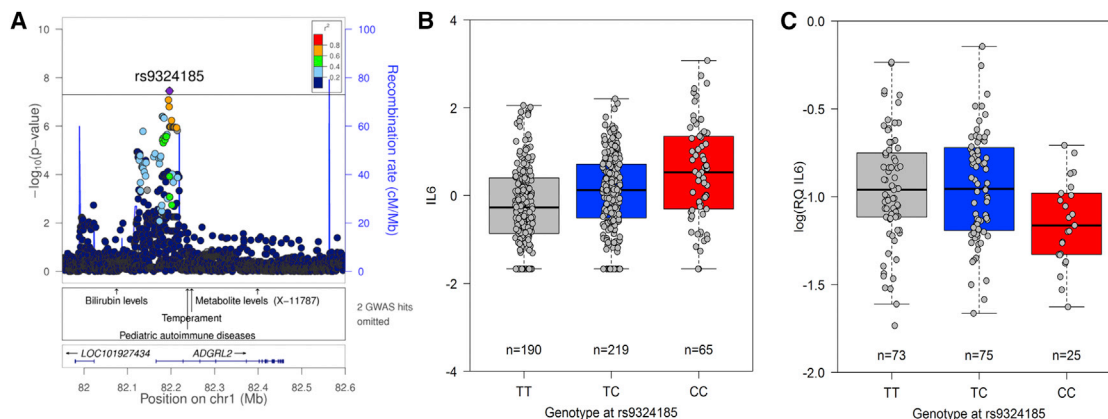 A
rs9324185
r²
0.8
0.6
0.4
0.2
10
8
6
4
2
0
−log10(p−value)
100
80
60
40
20
0
Recombination rate (cM/Mb)
Bilirubin levels
Metabolite levels (X-11787)
Temperament
Pediatric autoimmune diseases
2 GWAS hits
omitted
LOC101927434
ADGRL2
82 82.1 82.2 82.3 82.4 82.5 82.6
Position on chr1 (Mb)
B
4
2
0
-2
-4
IL6
n=190 n=219 n=65
TT TC CC
Genotype at rs9324185
C
-0.0
-0.5
-1.0
-1.5
-2.0
log(RQ IL6)
n=73 n=75 n=25
TT TC CC
Genotype at rs9324185